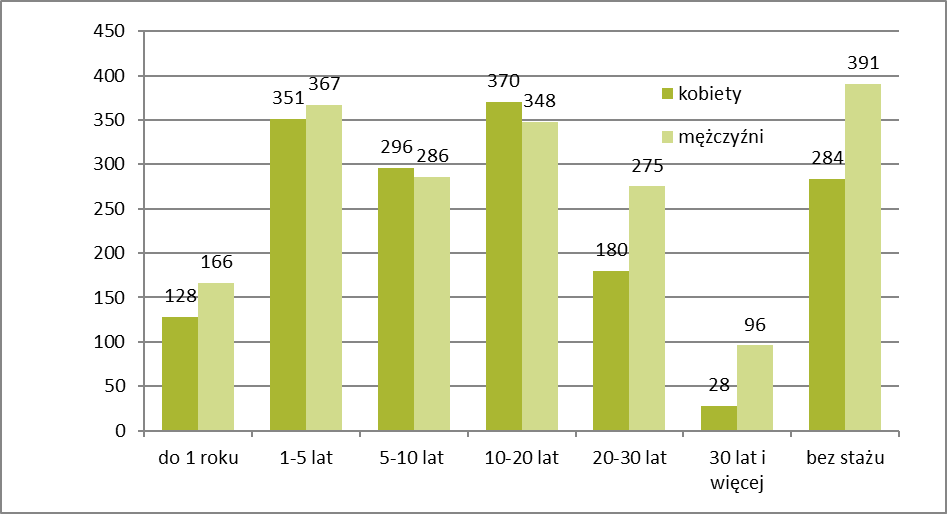 450
400
350
300
250
200
150
100
50
0
128
166
351
367
296
286
370
348
180
275
28
96
284
391
kobiety
mężczyźni
do 1 roku
1-5 lat
5-10 lat
10-20 lat
20-30 lat
30 lat i
więcej
bez stażu